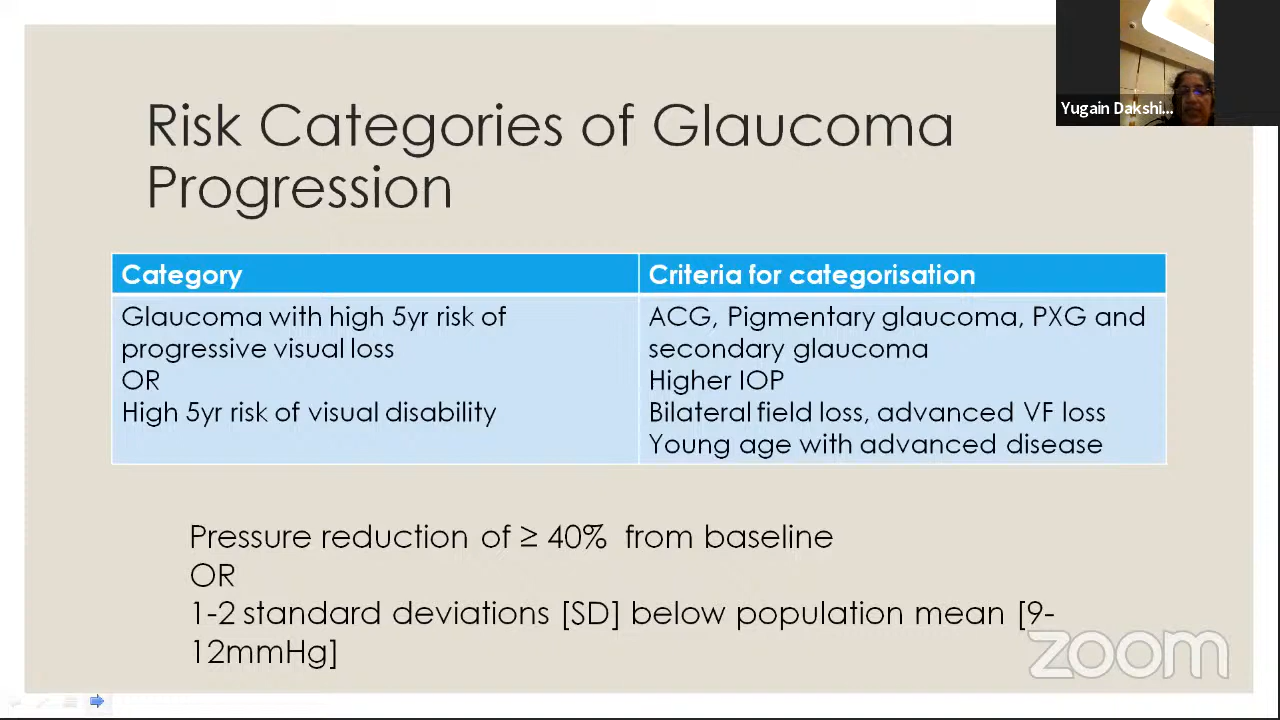 Yugain Dakshi...
Risk Categories of Glaucoma
Progression
Category
Criteria for categorisation
Glaucoma with high 5yr risk of
progressive visual loss
OR
High 5yr risk of visual disability
ACG, Pigmentary glaucoma, PXG and
secondary glaucoma
Higher IOP
Bilateral field loss, advanced VF loss
Young age with advanced disease
Pressure reduction of ≥ 40% from baseline
OR
1-2 standard deviations [SD] below population mean [9-
12mmHg]
zoom